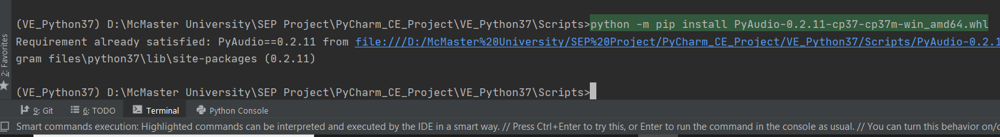 (VE_Python37) D:\McMaster University\SEP Project\PyCharm_CE_Project\VE_Python37\Scripts>python -m pip install PyAudio-0.2.11-cp37-cp37m-win_amd64.whl
Requirement already satisfied: PyAudio==0.2.11 from file:///D:/McMaster%20University/SEP%20Project/PyCharm_CE_Project/VE_Python37/Scripts/PyAudio-0.2.1
gram files\python37\lib\site-packages (0.2.11)
(VE_Python37) D:\McMaster University\SEP Project\PyCharm_CE_Project\VE_Python37\Scripts>
2: Favorites
9: Git 6: TODO Terminal Python Console
Smart commands execution: Highlighted commands can be interpreted and executed by the IDE in a smart way. // Press Ctrl+Enter to try this, or Enter to run the command in the console as usual. // You can turn this behavior on/o